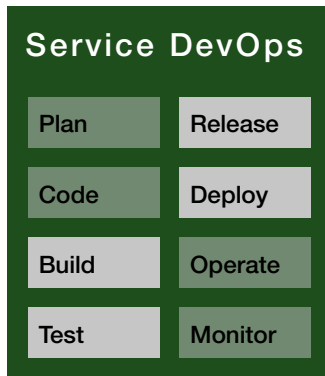 Service DevOps
Plan
Release
Code
Deploy
Build
Operate
Test
Monitor